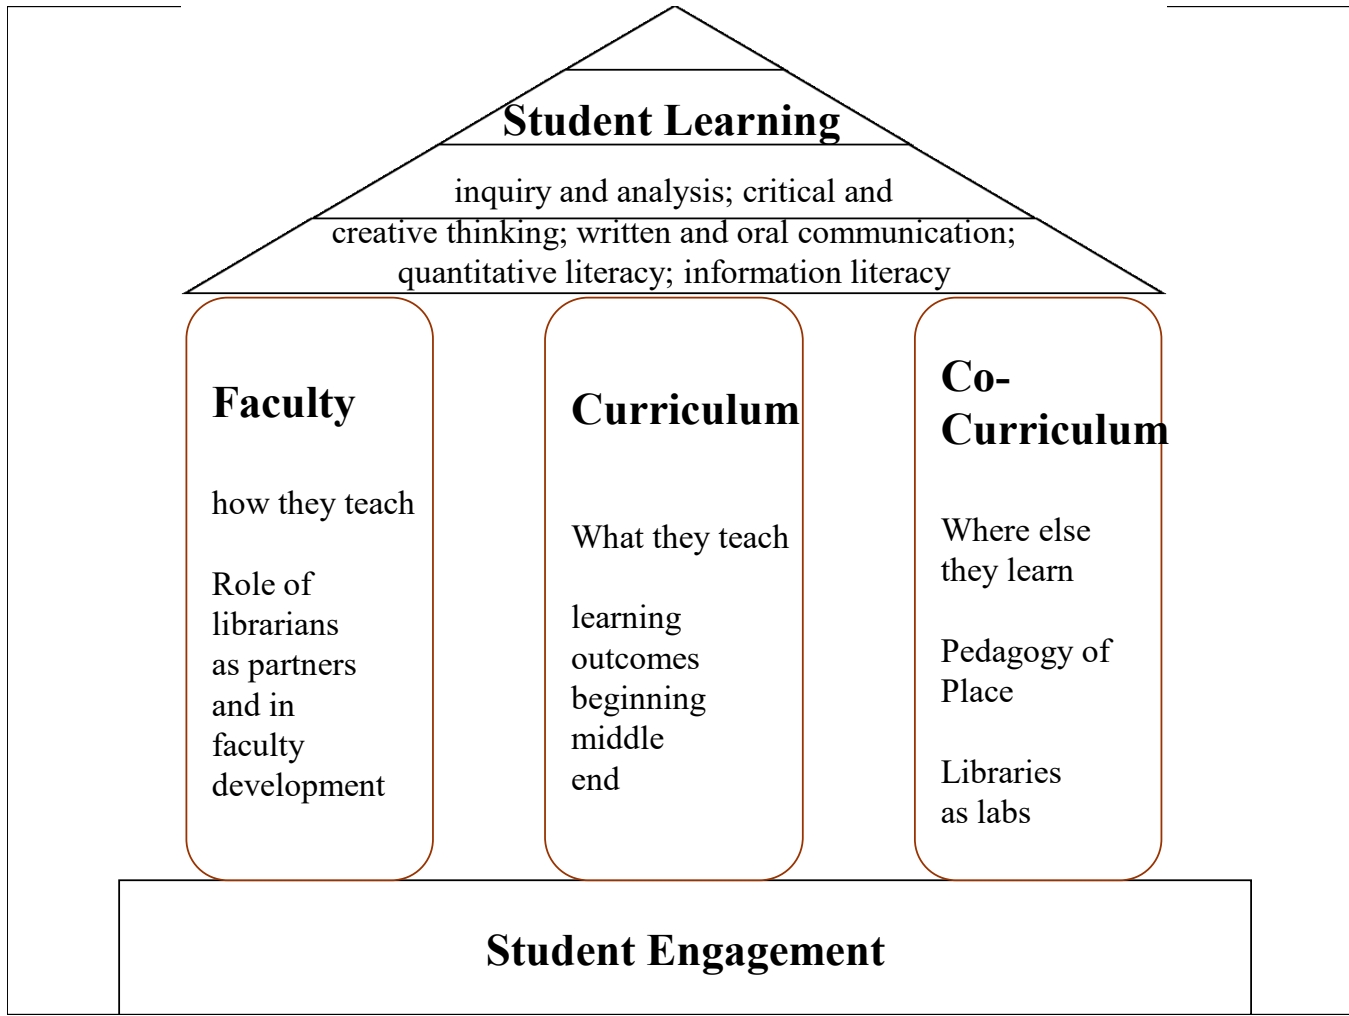 Student Learning
inquiry and analysis; critical and
creative thinking; written and oral communication;
quantitative literacy; information literacy
Faculty
how they teach
Role of
librarians
as partners
and in
faculty
development
Curriculum
What they teach
learning
outcomes
beginning
middle
end
Co-
Curriculum
Where else
they learn
Pedagogy of
Place
Libraries
as labs
Student Engagement